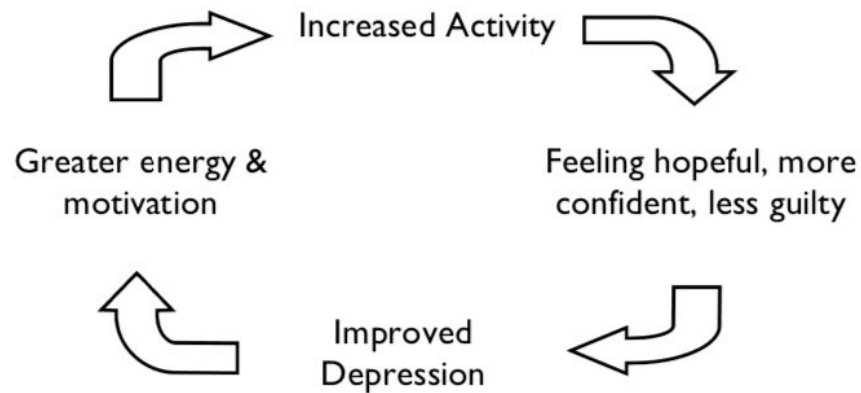 Increased Activity
Greater energy &
motivation
Feeling hopeful, more
confident, less guilty
Improved
Depression